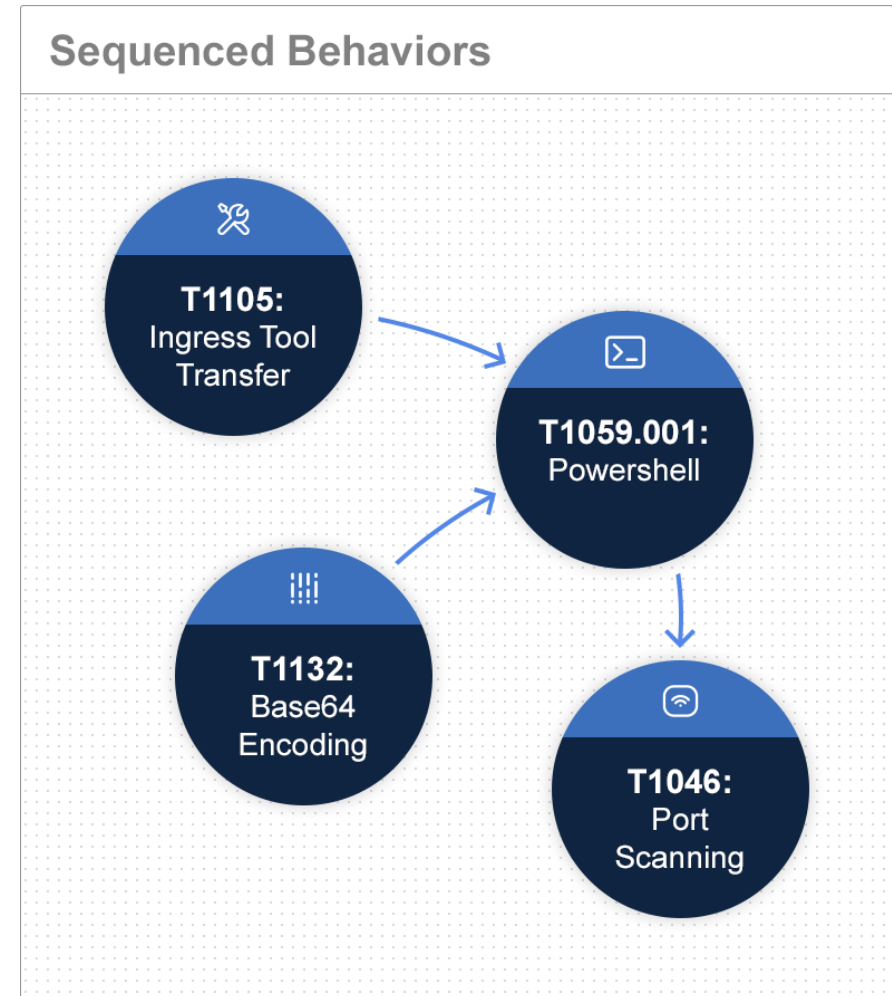 Sequenced Behaviors
T1105:
Ingress Tool
Transfer
T1059.001:
Powershell
T1132:
Base64
Encoding
T1046:
Port
Scanning